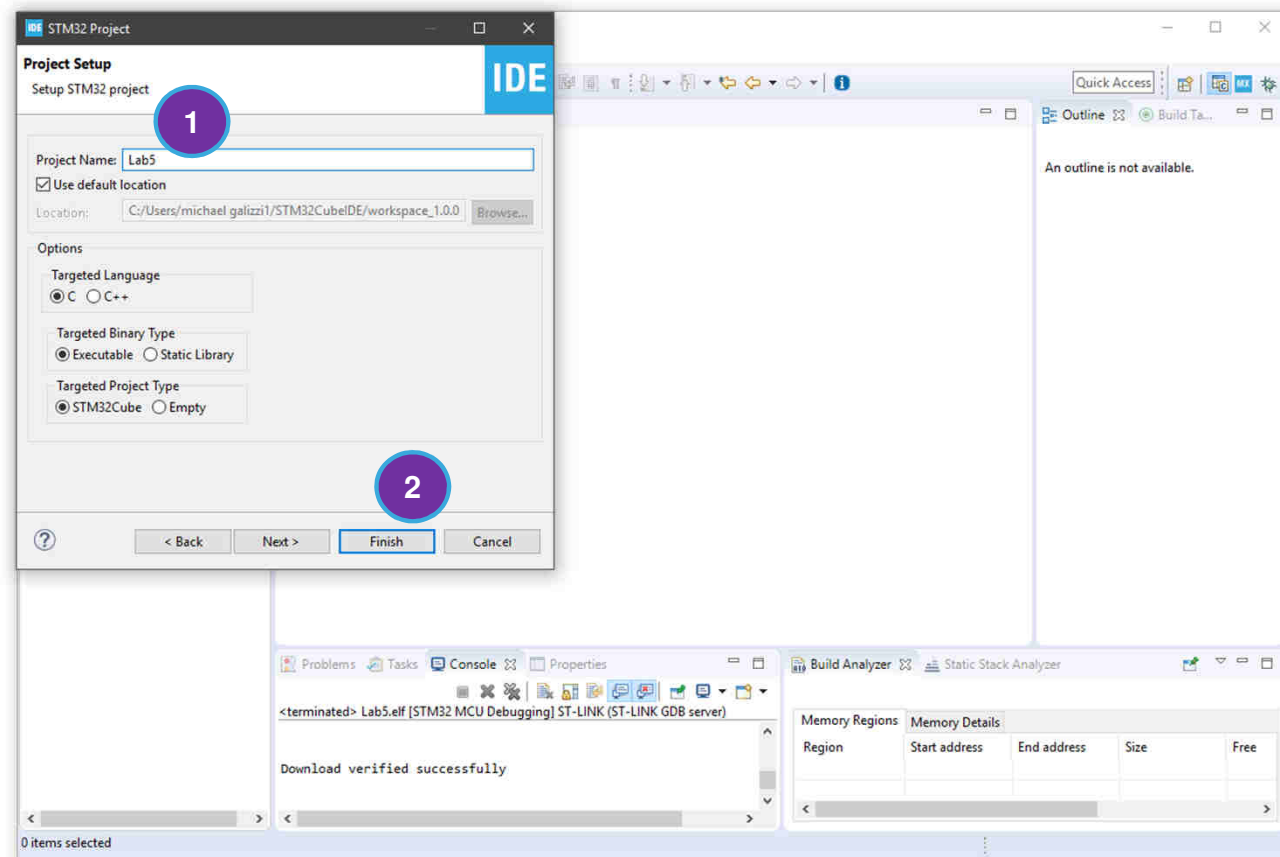 IDE STM32 Project
Project Setup
Setup STM32 project
IDE
1
Project Name: Lab5
Use default location
Location: C:/Users/michael galizzi1/STM32CubeIDE/workspace_1.0.0 Browse...
Options
Targeted Language
C C++
Targeted Binary Type
Executable Static Library
Targeted Project Type
STM32Cube Empty
2
< Back Next > Finish Cancel
Quick Access
MX
Outline Build Ta...
An outline is not available.
Problems Tasks Console Properties
<terminated> Lab5.elf [STM32 MCU Debugging] ST-LINK (ST-LINK GDB server)
Download verified successfully
Build Analyzer Static Stack Analyzer
Memory Regions Memory Details
Region Start address End address Size Free
0 items selected